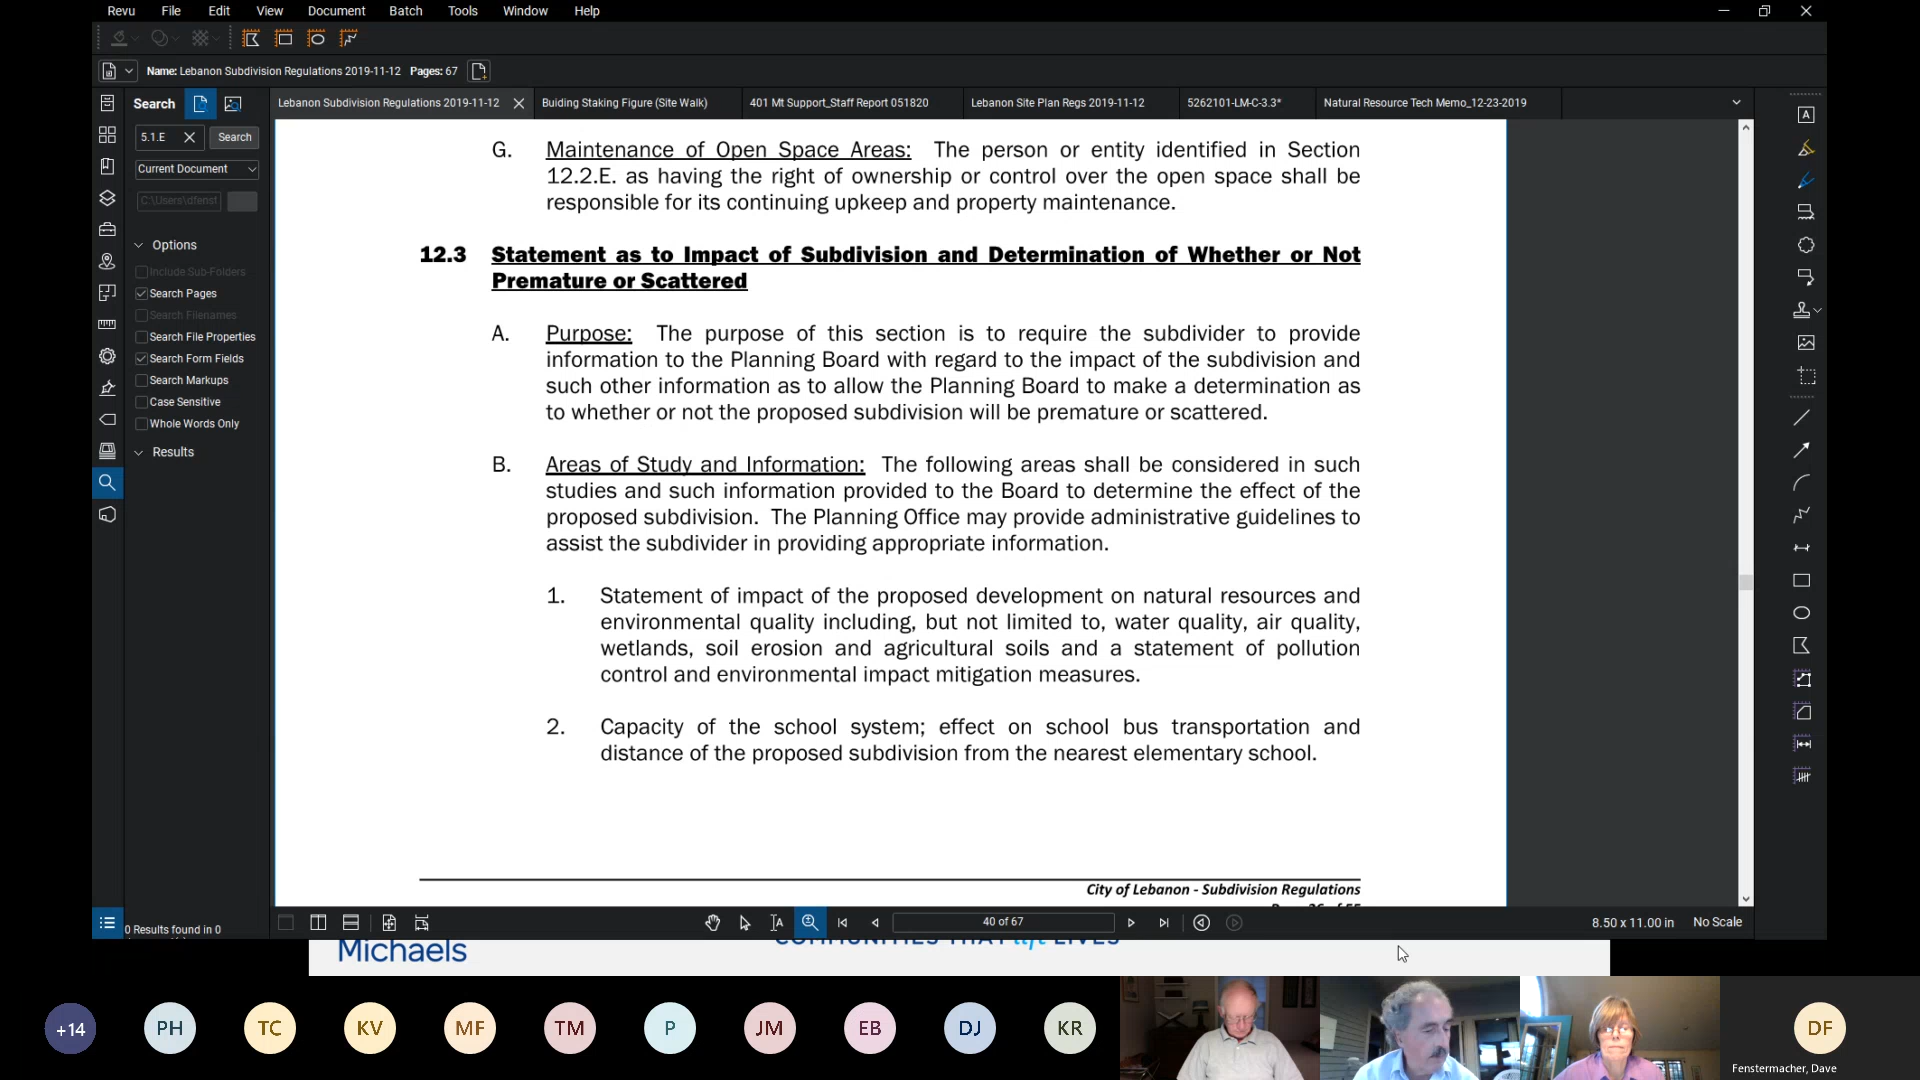 Revu File Edit View Document Batch Tools Window Help
Name: Lebanon Subdivision Regulations 2019-11-12 Pages: 67
Search
Lebanon Subdivision Regulations 2019-11-12
Buiding Staking Figure (Site Walk)
401 Mt Support_Staff Report 051820
Lebanon Site Plan Regs 2019-11-12
5262101-LM-C-3.3*
Natural Resource Tech Memo_12-23-2019
5.1.E
Search
Current Document
C:\Users\dfenst
Options
Include Sub-Folders
Search Pages
Search Filenames
Search File Properties
Search Form Fields
Search Markups
Case Sensitive
Whole Words Only
Results
G. Maintenance of Open Space Areas: The person or entity identified in Section
12.2.E. as having the right of ownership or control over the open space shall be
responsible for its continuing upkeep and property maintenance.
12.3 Statement as to Impact of Subdivision and Determination of Whether or Not
Premature or Scattered
A. Purpose: The purpose of this section is to require the subdivider to provide
information to the Planning Board with regard to the impact of the subdivision and
such other information as to allow the Planning Board to make a determination as
to whether or not the proposed subdivision will be premature or scattered.
B. Areas of Study and Information: The following areas shall be considered in such
studies and such information provided to the Board to determine the effect of the
proposed subdivision. The Planning Office may provide administrative guidelines to
assist the subdivider in providing appropriate information.
1. Statement of impact of the proposed development on natural resources and
environmental quality including, but not limited to, water quality, air quality,
wetlands, soil erosion and agricultural soils and a statement of pollution
control and environmental impact mitigation measures.
2. Capacity of the school system; effect on school bus transportation and
distance of the proposed subdivision from the nearest elementary school.
City of Lebanon - Subdivision Regulations
0 Results found in 0
40 of 67
8.50 x 11.00 in No Scale
Michaels
COMMUNITIES THAT lift LIVES
+14 PH TC KV MF TM P JM EB DJ KR DF
Fenstermacher, Dave